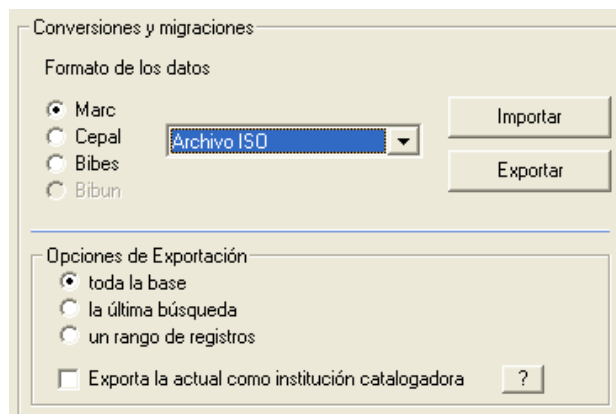 Conversiones y migraciones
Formato de los datos
Marc
Cepal
Bibes
Bibun
Archivo ISO
Importar
Exportar
Opciones de Exportación
toda la base
la última búsqueda
un rango de registros
Exporta la actual como institución catalogadora
?